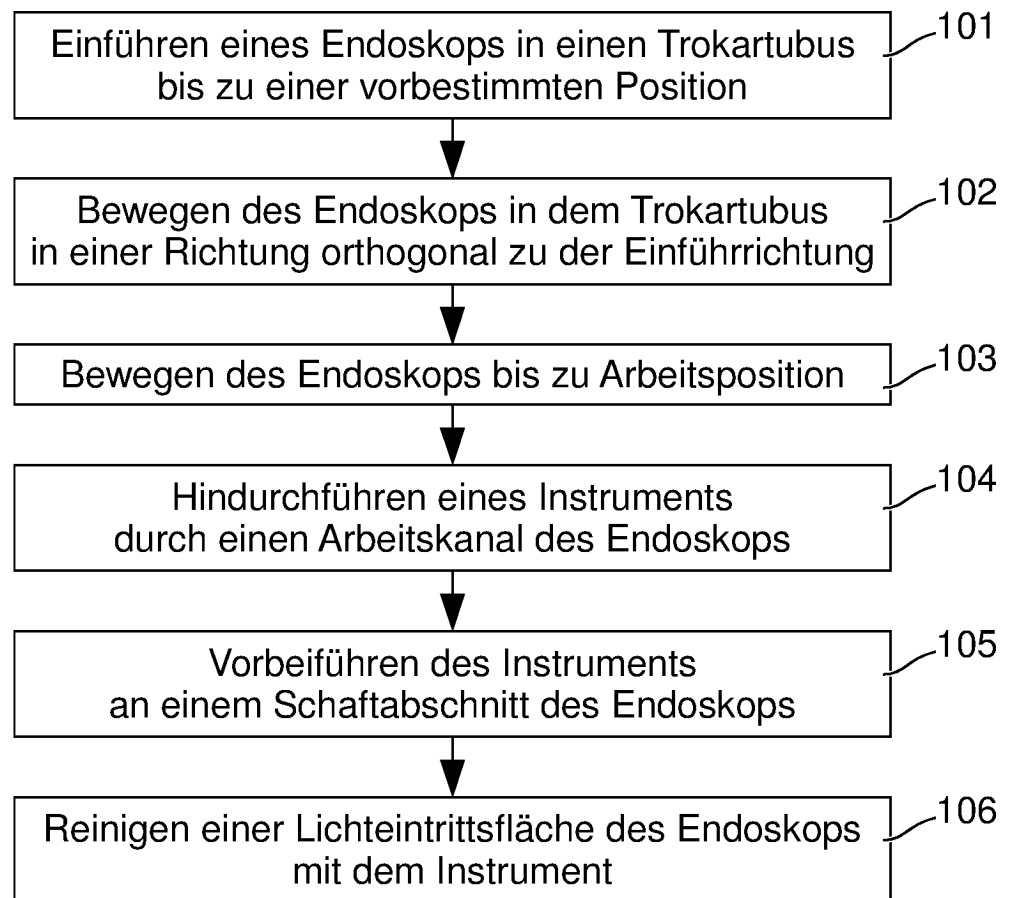 Einführen eines Endoskops in einen Trokartubus
bis zu einer vorbestimmten Position
101
Bewegen des Endoskops in dem Trokartubus
in einer Richtung orthogonal zu der Einführrichtung
102
Bewegen des Endoskops bis zu Arbeitsposition
103
Hindurchführen eines Instruments
durch einen Arbeitskanal des Endoskops
104
Vorbeiführen des Instruments
an einem Schaftabschnitt des Endoskops
105
Reinigen einer Lichteintrittsfläche des Endoskops
mit dem Instrument
106